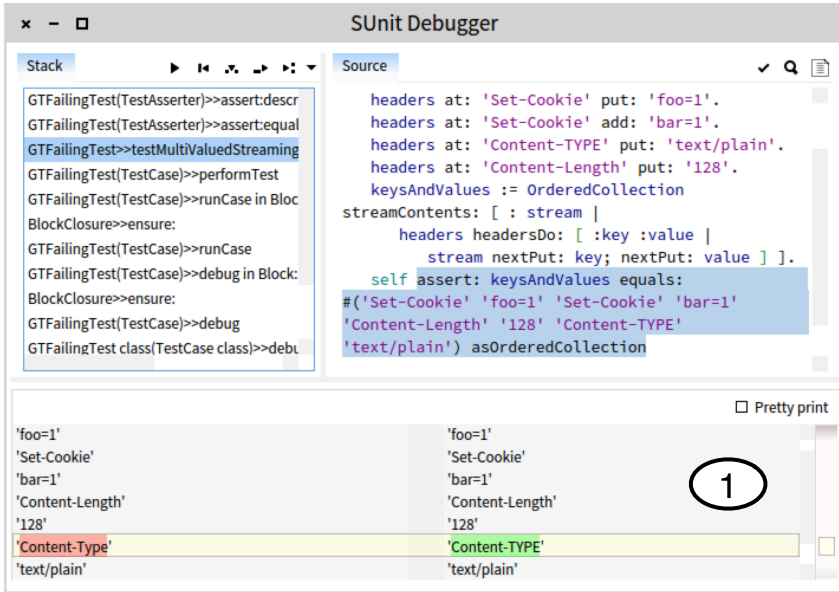 SUnit Debugger
Stack
GTFailingTest(TestAsserter)>>assert:descr
GTFailingTest(TestAsserter)>>assert:equal
GTFailingTest>>testMultiValuedStreaming
GTFailingTest(TestCase)>>performTest
GTFailingTest(TestCase)>>runCase in Bloc
BlockClosure>>ensure:
GTFailingTest(TestCase)>>runCase
GTFailingTest(TestCase)>>debug in Block:
BlockClosure>>ensure:
GTFailingTest(TestCase)>>debug
GTFailingTest class(TestCase class)>>debu
Source
headers at: 'Set-Cookie' put: 'foo=1'.
headers at: 'Set-Cookie' add: 'bar=1'.
headers at: 'Content-TYPE' put: 'text/plain'.
headers at: 'Content-Length' put: '128'.
keysAndValues := OrderedCollection
streamContents: [ : stream |
headers headersDo: [ :key :value |
stream nextPut: key; nextPut: value ] ].
self assert: keysAndValues equals:
#('Set-Cookie' 'foo=1' 'Set-Cookie' 'bar=1'
'Content-Length' '128' 'Content-TYPE'
'text/plain') asOrderedCollection
Pretty print
'foo=1' 'foo=1'
'Set-Cookie' 'Set-Cookie'
'bar=1' 'bar=1'
'Content-Length' 'Content-Length'
'128' '128'
'Content-Type' 'Content-TYPE'
'text/plain' 'text/plain'
1